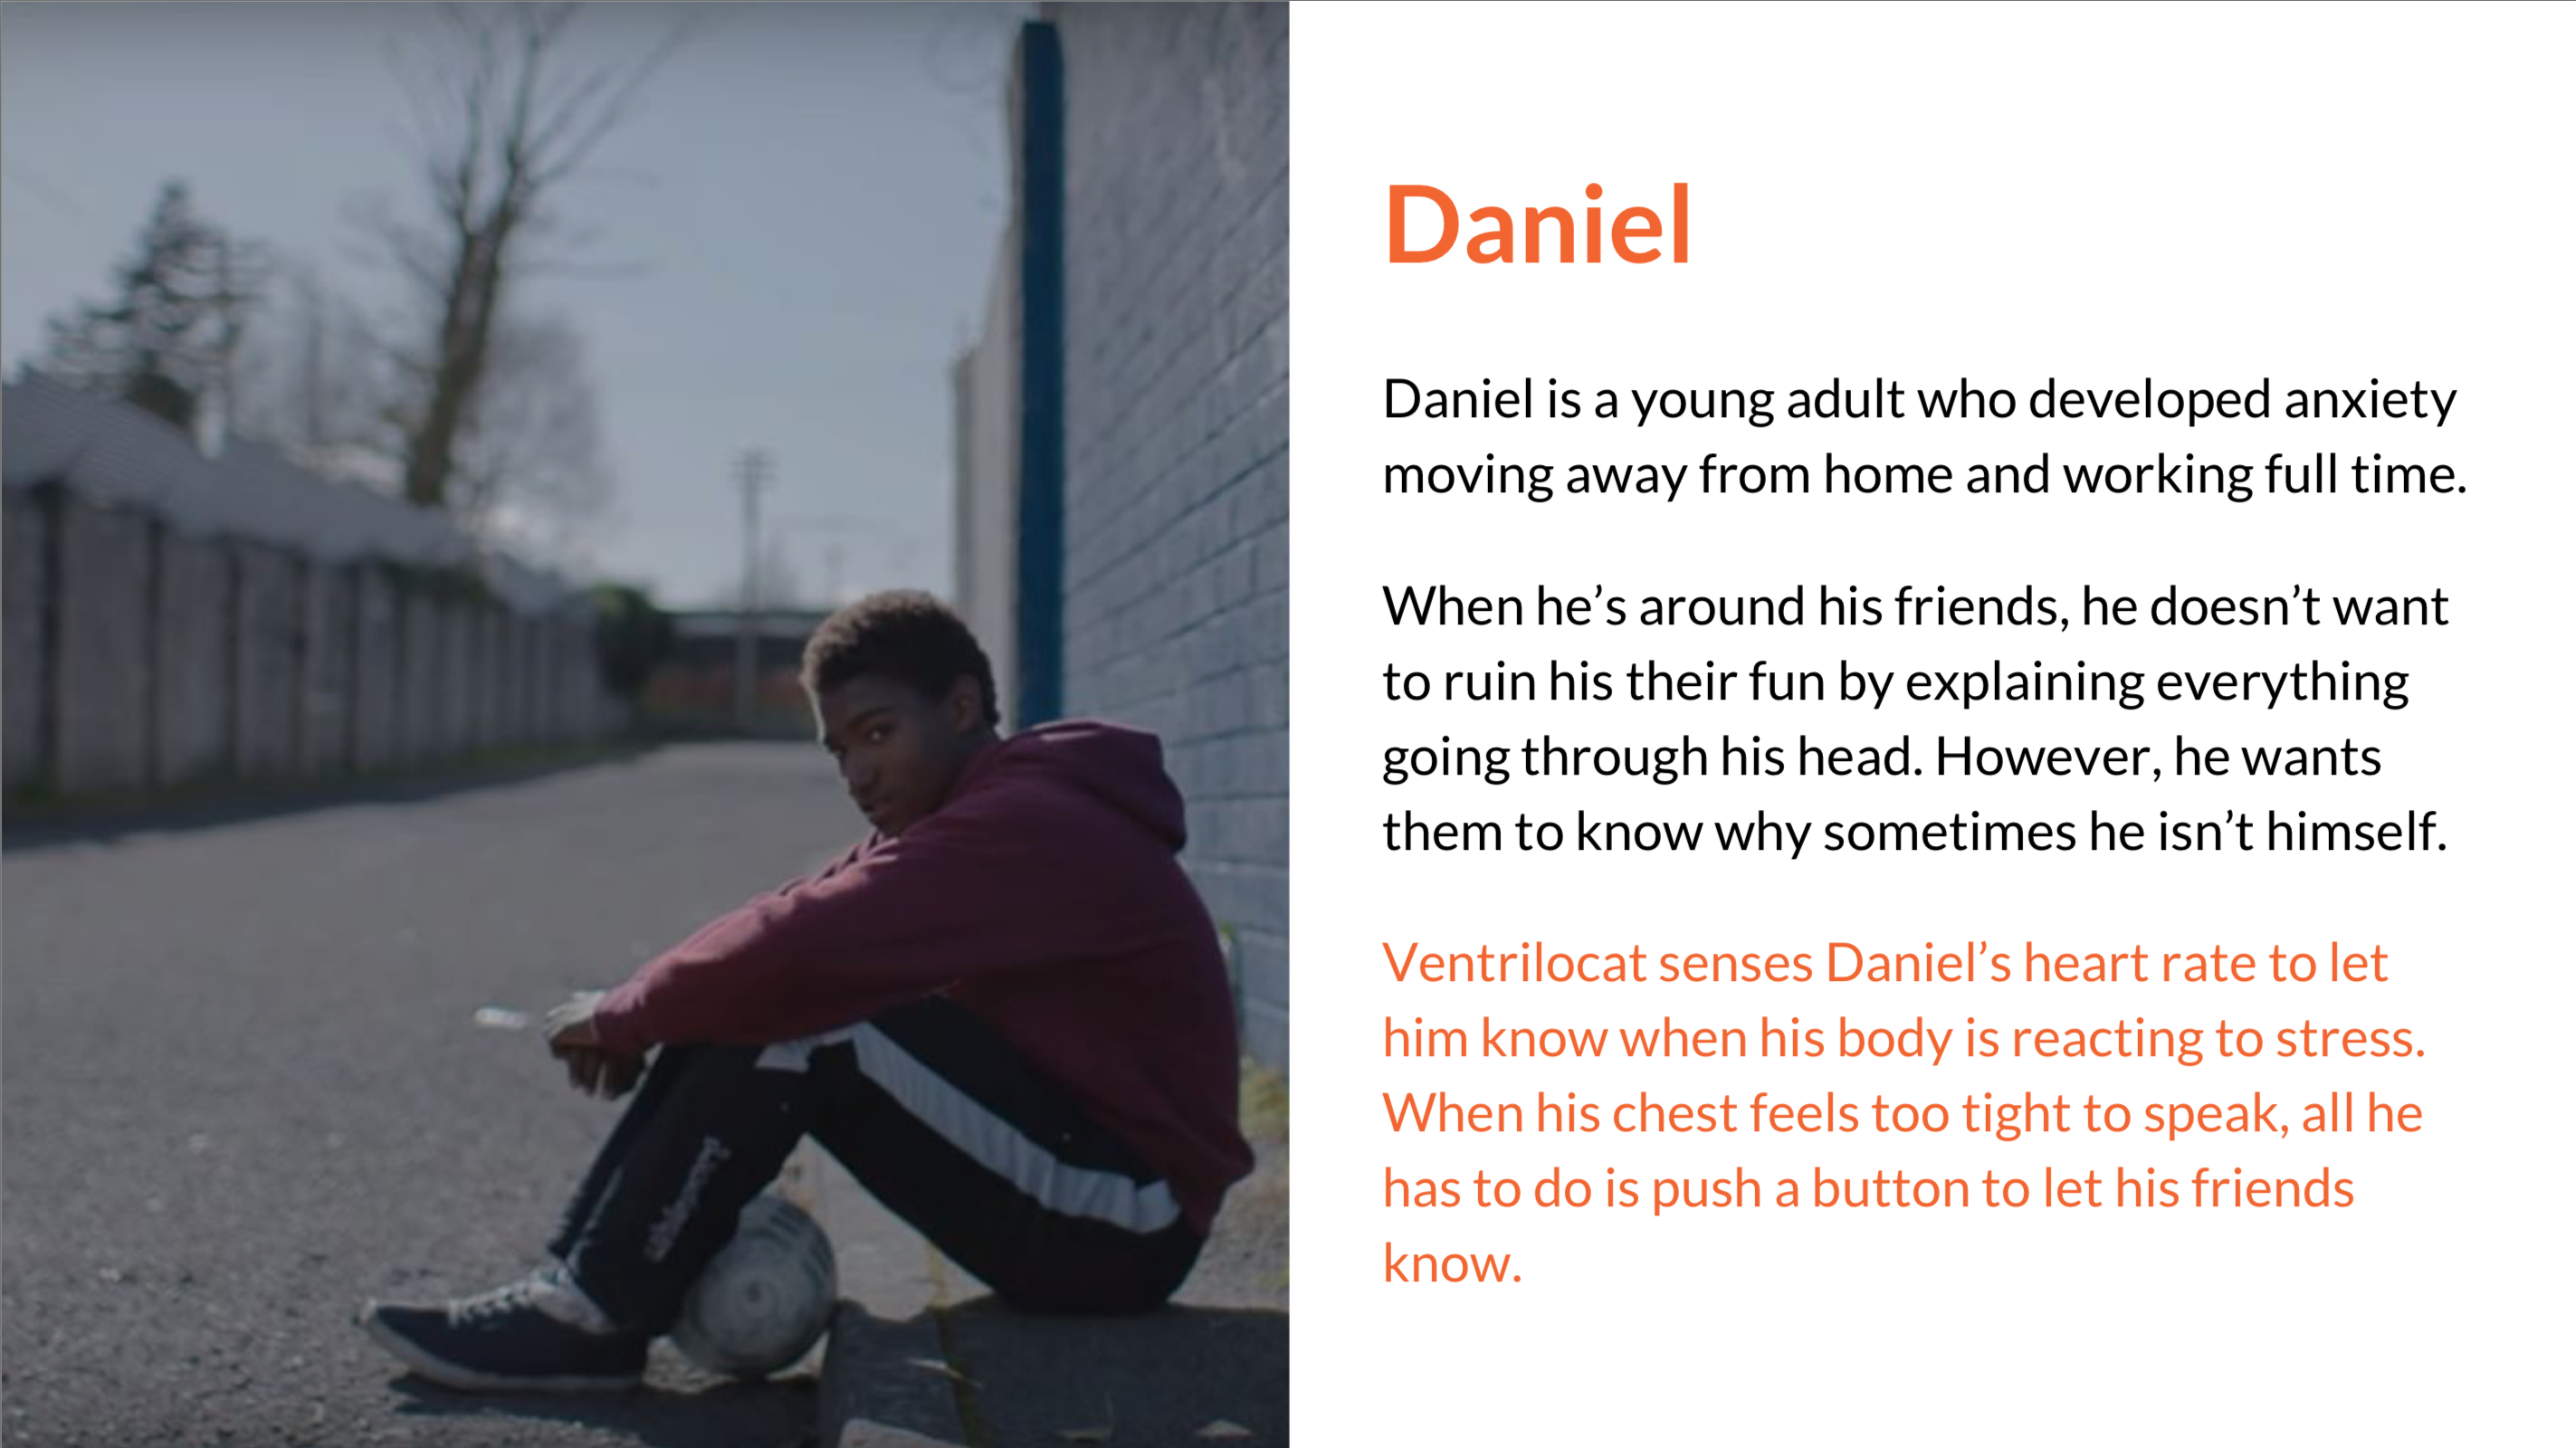 Daniel
Daniel is a young adult who developed anxiety
moving away from home and working full time.
When he’s around his friends, he doesn’t want
to ruin his their fun by explaining everything
going through his head. However, he wants
them to know why sometimes he isn’t himself.
Ventrilocat senses Daniel’s heart rate to let
him know when his body is reacting to stress.
When his chest feels too tight to speak, all he
has to do is push a button to let his friends
know.